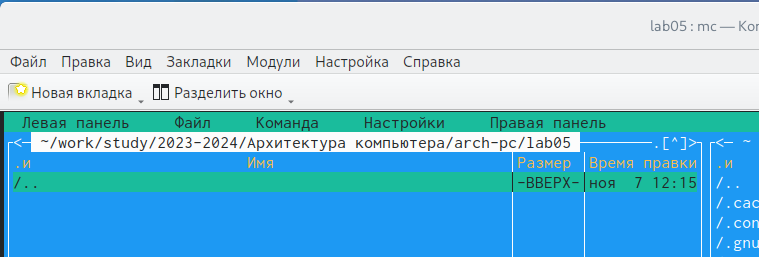 lab05 : mc — Kon
Файл Правка Вид Закладки Модули Настройка Справка
Новая вкладка Разделить окно
Левая панель Файл Команда Настройки Правая панель
<— ~/work/study/2023-2024/Архитектура компьютера/arch-pc/lab05 .[^]> <— ~
.и Имя Размер Время правки .и
/.. -ВВЕРХ- ноя 7 12:15 /..
/.cac
/.con
/.gnu